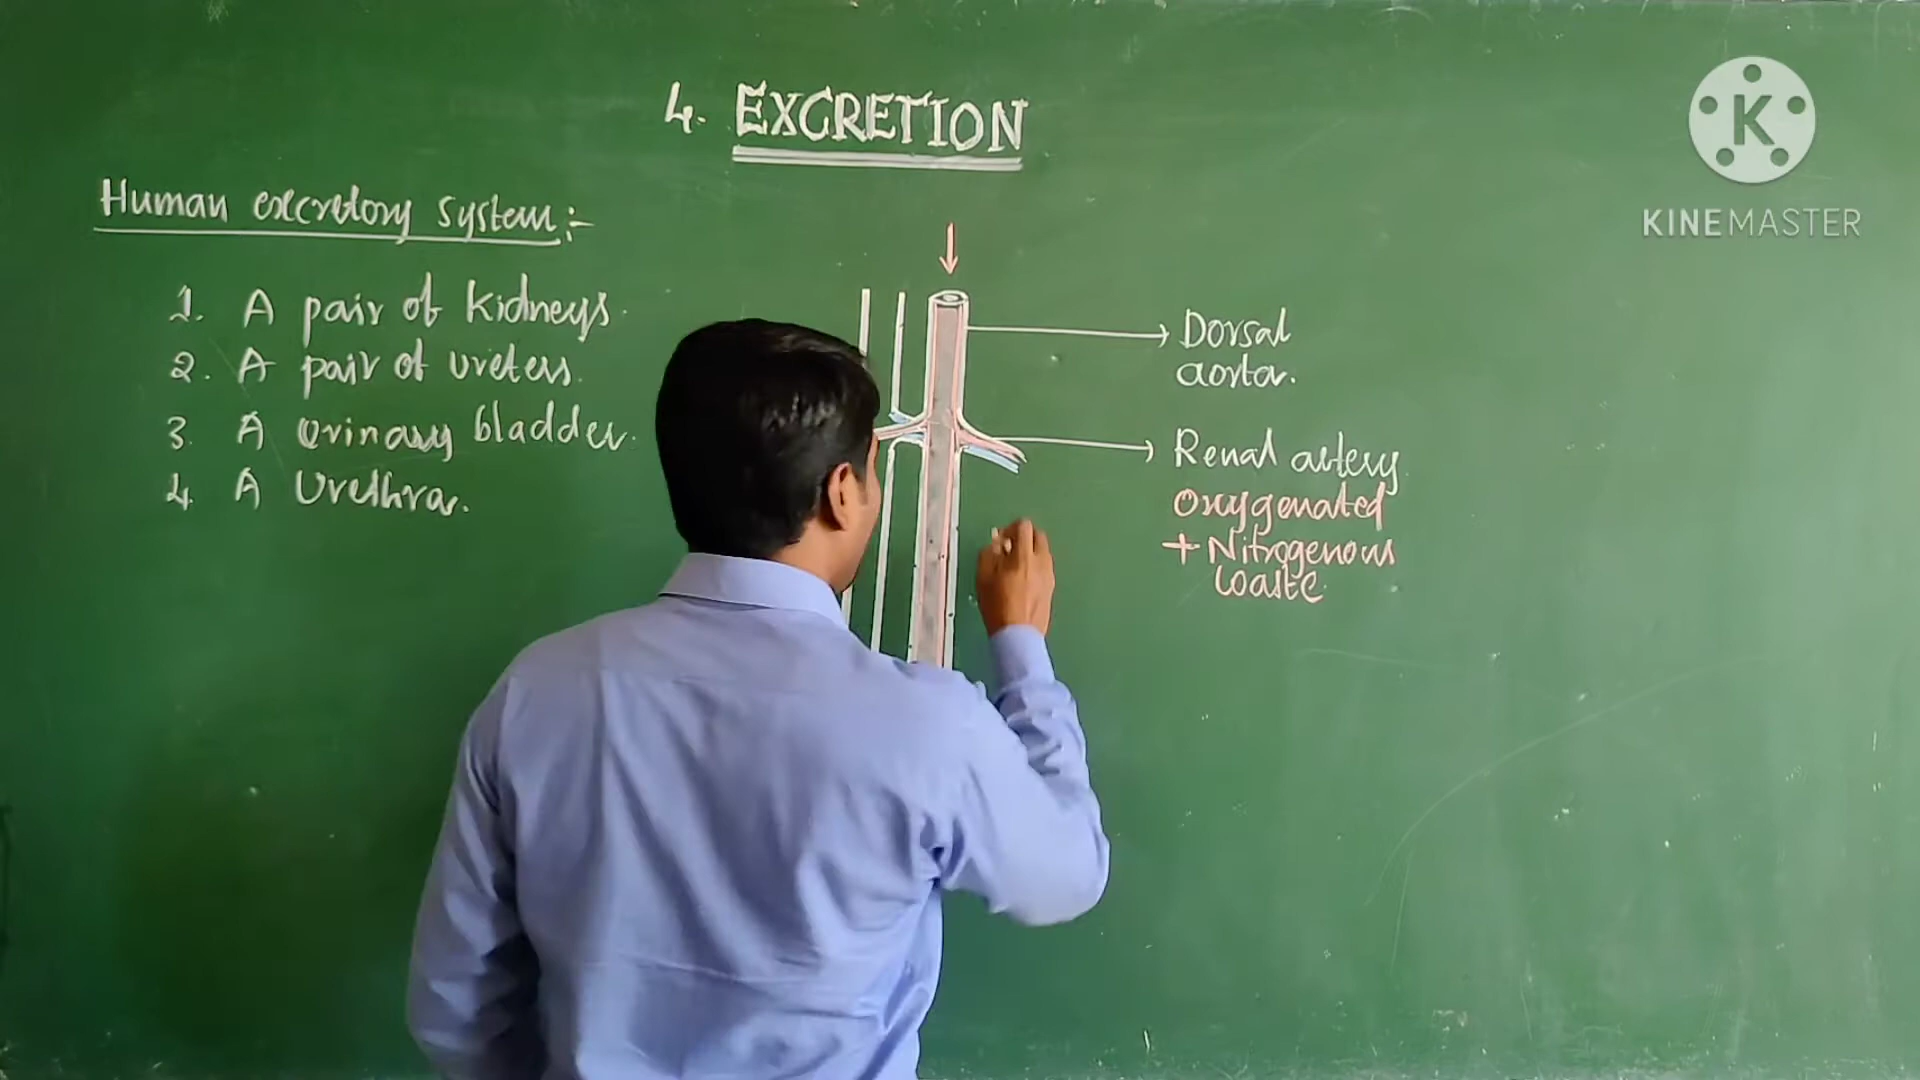 4. EXCRETION
Human excretory system:-
1. A pair of kidneys.
2. A pair of ureters.
3 A Urinary bladder.
4 A Urethra.
Dorsal
aorta.
Renal artery
Oxygenated
+ Nitrogenous
waste.
K
KINEMASTER